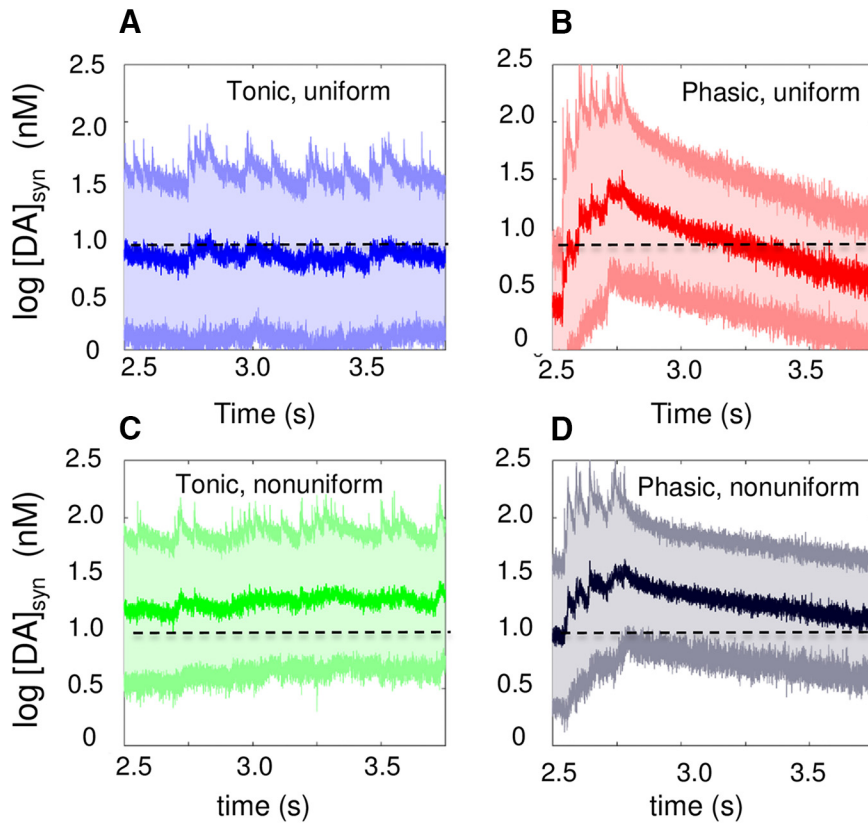 A
B
2.5
2.0
1.5
1.0
0.5
0
log [DA]syn (nM)
Tonic, uniform
2.5 3.0 3.5
Time (s)
2.5
2.0
1.5
1.0
0.5
0
Phasic, uniform
2.5 3.0 3.5
Time (s)
C
D
2.5
2.0
1.5
1.0
0.5
0
log [DA]syn (nM)
Tonic, nonuniform
2.5 3.0 3.5
time (s)
2.5
2.0
1.5
1.0
0.5
0
Phasic, nonuniform
2.5 3.0 3.5
time (s)